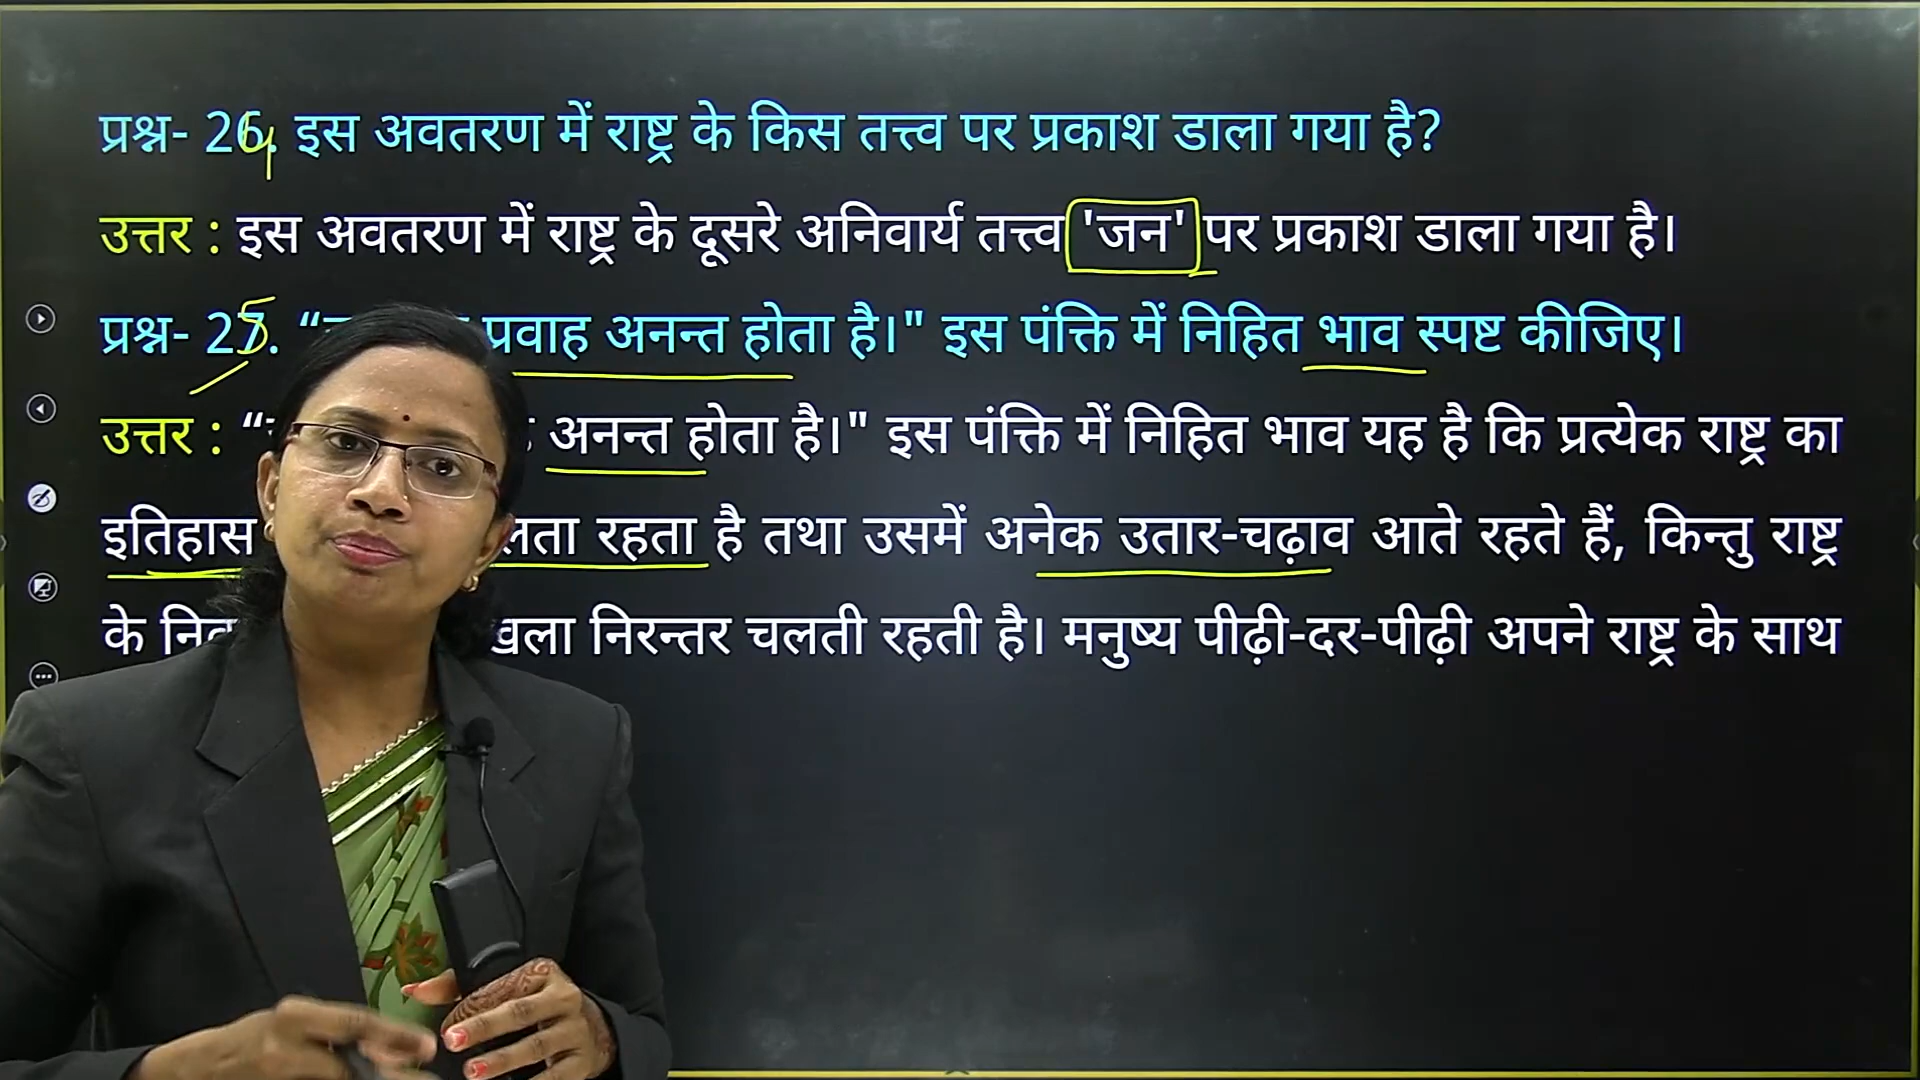 प्रश्न- 26. इस अवतरण में राष्ट्र के किस तत्त्व पर प्रकाश डाला गया है?
उत्तर : इस अवतरण में राष्ट्र के दूसरे अनिवार्य तत्त्व 'जन' पर प्रकाश डाला गया है।
प्रश्न- 27. “ प्रवाह अनन्त होता है।" इस पंक्ति में निहित भाव स्पष्ट कीजिए।
उत्तर : “ अनन्त होता है।" इस पंक्ति में निहित भाव यह है कि प्रत्येक राष्ट्र का
इतिहास रहता है तथा उसमें अनेक उतार-चढ़ाव आते रहते हैं, किन्तु राष्ट्र
के निरन्तर चलती रहती है। मनुष्य पीढ़ी-दर-पीढ़ी अपने राष्ट्र के साथ